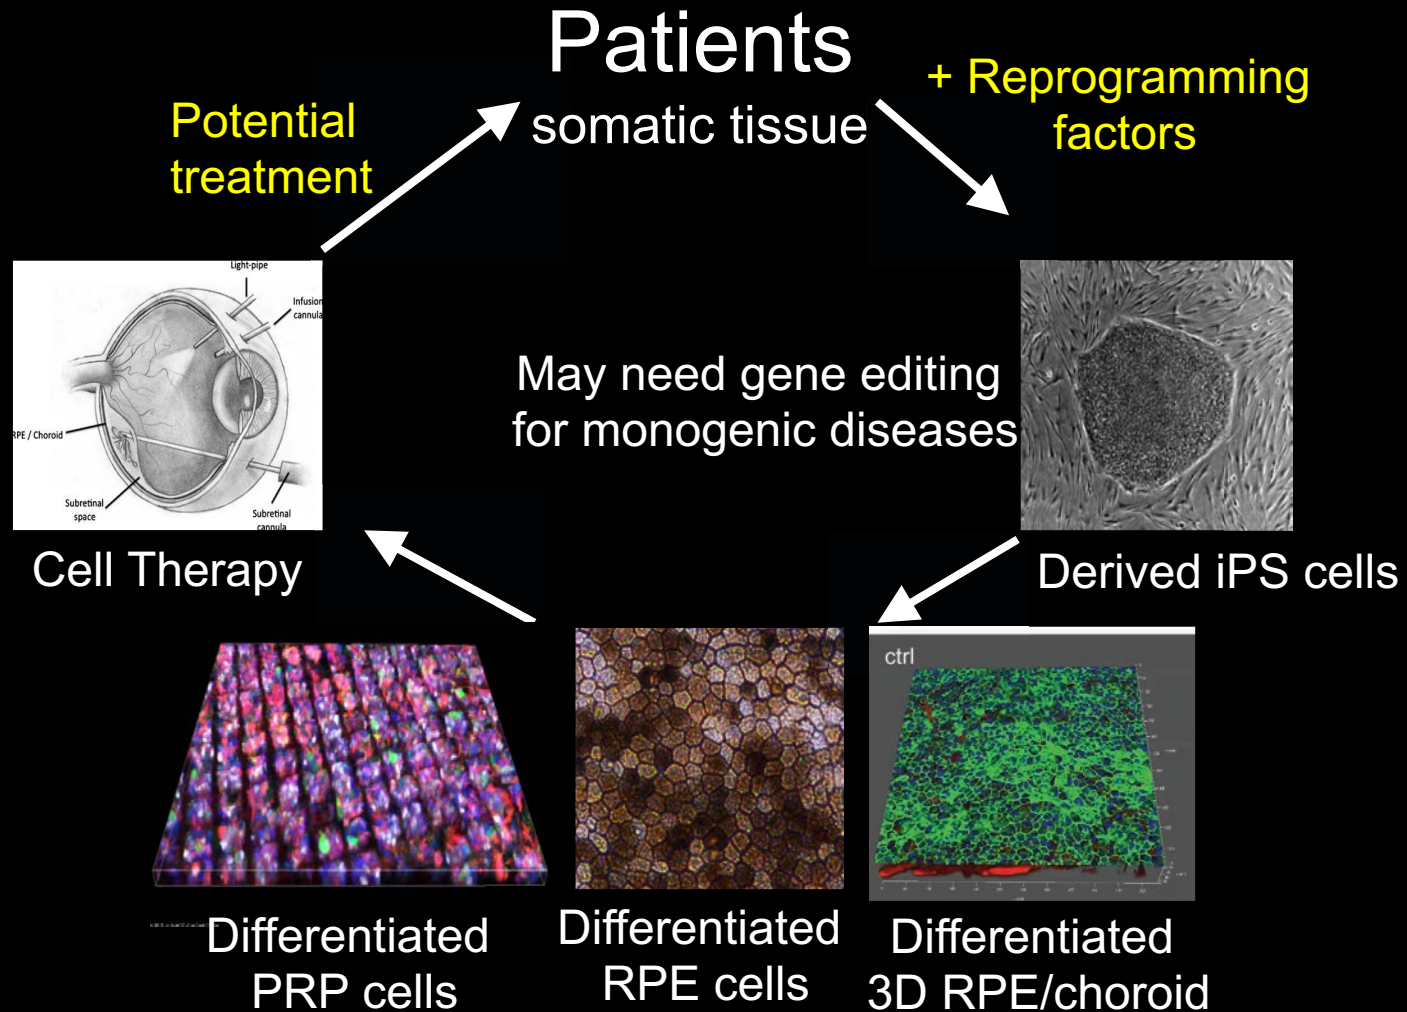 Patients
somatic tissue
+ Reprogramming
factors
Potential
treatment
Light-pipe
Infusion
cannula
RPE / Choroid
Subretinal
space
Subretinal
cannula
Cell Therapy
May need gene editing
for monogenic diseases
Derived iPS cells
ctrl
Differentiated
PRP cells
Differentiated
RPE cells
Differentiated
3D RPE/choroid